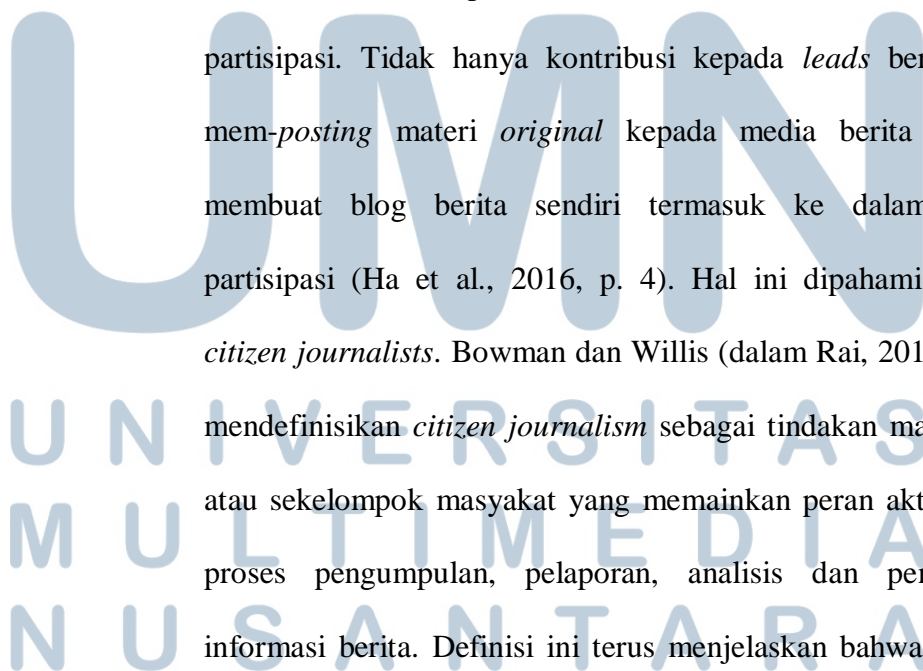 UMN
partisipasi. Tidak hanya kontribusi kepada leads ber
mem-posting materi original kepada media berita
membuat blog berita sendiri termasuk ke dalam
partisipasi (Ha et al., 2016, p. 4). Hal ini dipahami
citizen journalists. Bowman dan Willis (dalam Rai, 201
mendefinisikan citizen journalism sebagai tindakan ma
atau sekelompok masyakat yang memainkan peran akt
proses pengumpulan, pelaporan, analisis dan per
informasi berita. Definisi ini terus menjelaskan bahwa
UNIVERSITAS
MULTIMEDIA
NUSANTARA